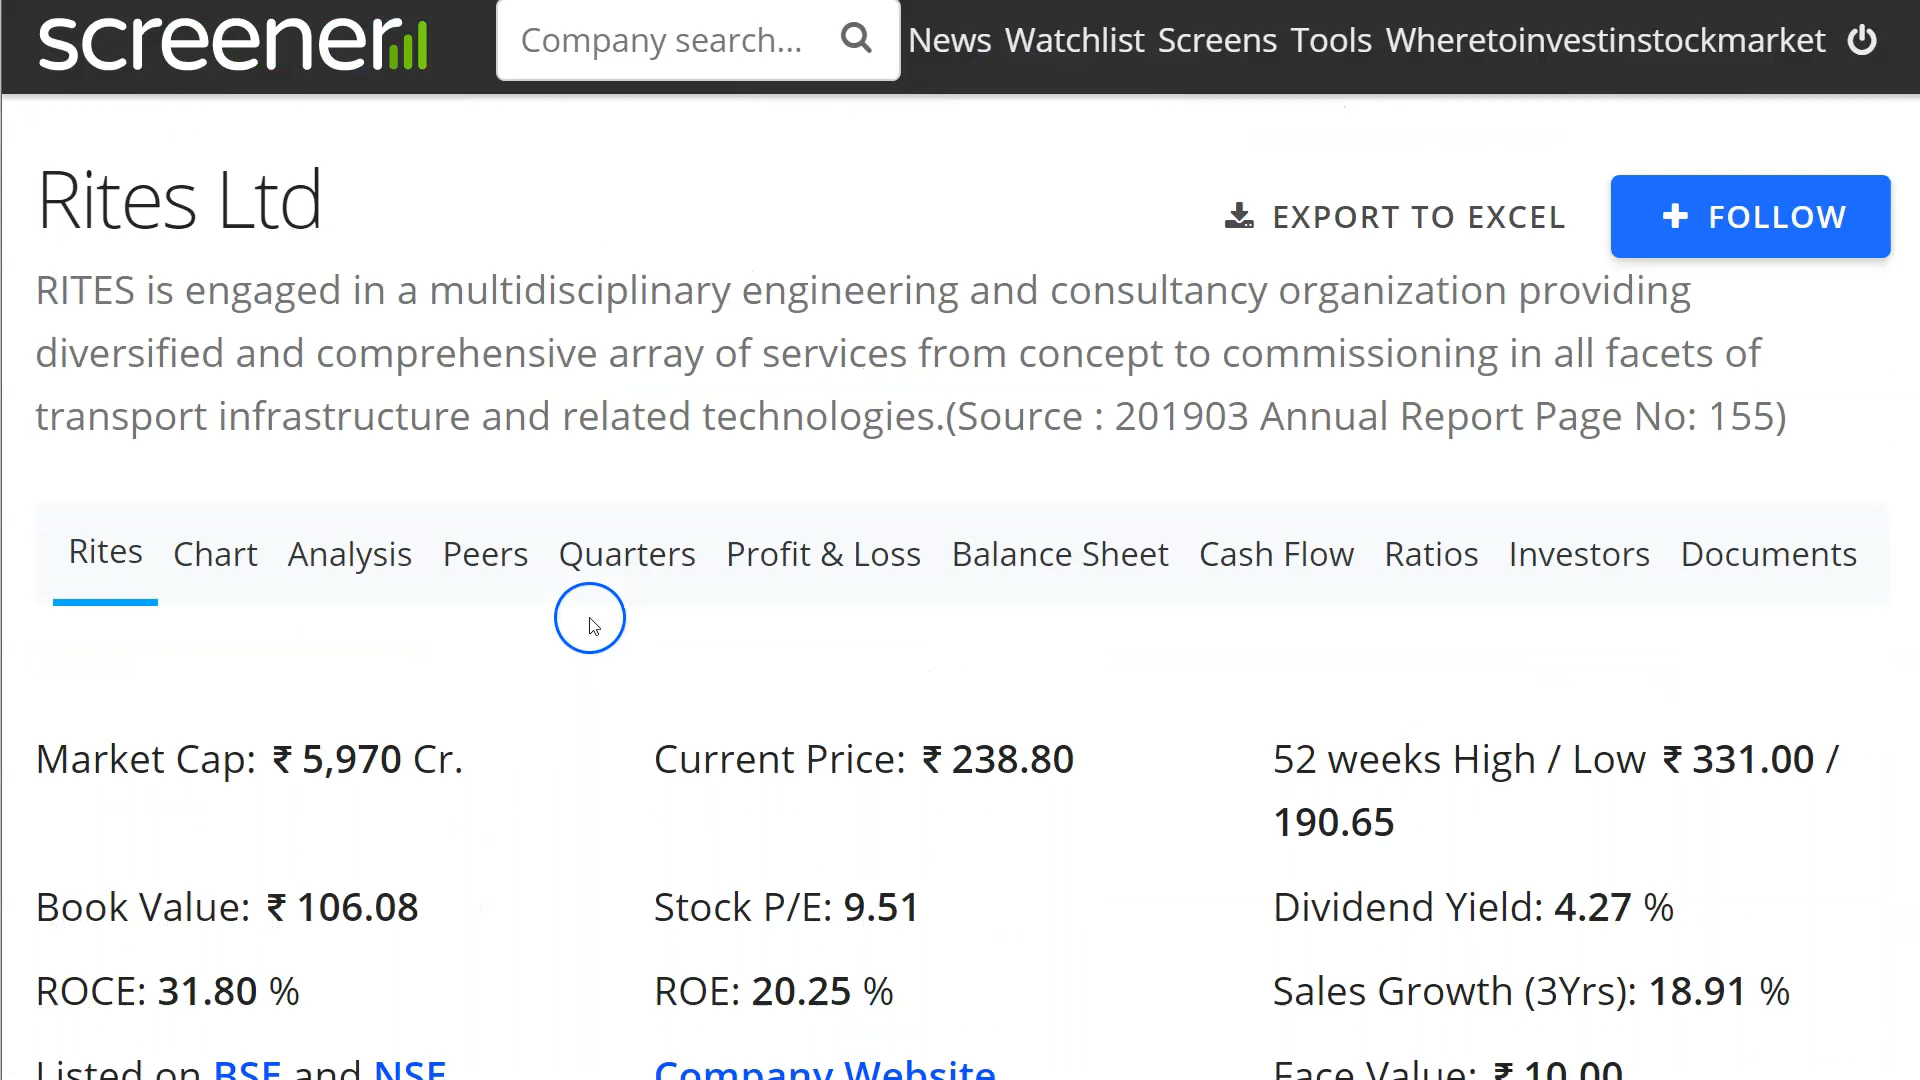 screener
Company search...
News Watchlist Screens Tools Wheretoinvestinstockmarket
Rites Ltd
EXPORT TO EXCEL
FOLLOW
RITES is engaged in a multidisciplinary engineering and consultancy organization providing
diversified and comprehensive array of services from concept to commissioning in all facets of
transport infrastructure and related technologies.(Source : 201903 Annual Report Page No: 155)
Rites Chart Analysis Peers Quarters Profit & Loss Balance Sheet Cash Flow Ratios Investors Documents
Market Cap: ₹ 5,970 Cr.
Current Price: ₹ 238.80
52 weeks High / Low ₹ 331.00 /
190.65
Book Value: ₹ 106.08
Stock P/E: 9.51
Dividend Yield: 4.27 %
ROCE: 31.80 %
ROE: 20.25 %
Sales Growth (3Yrs): 18.91 %
Listed on BSE and NSE
Company Website
Face Value: ₹ 10.00